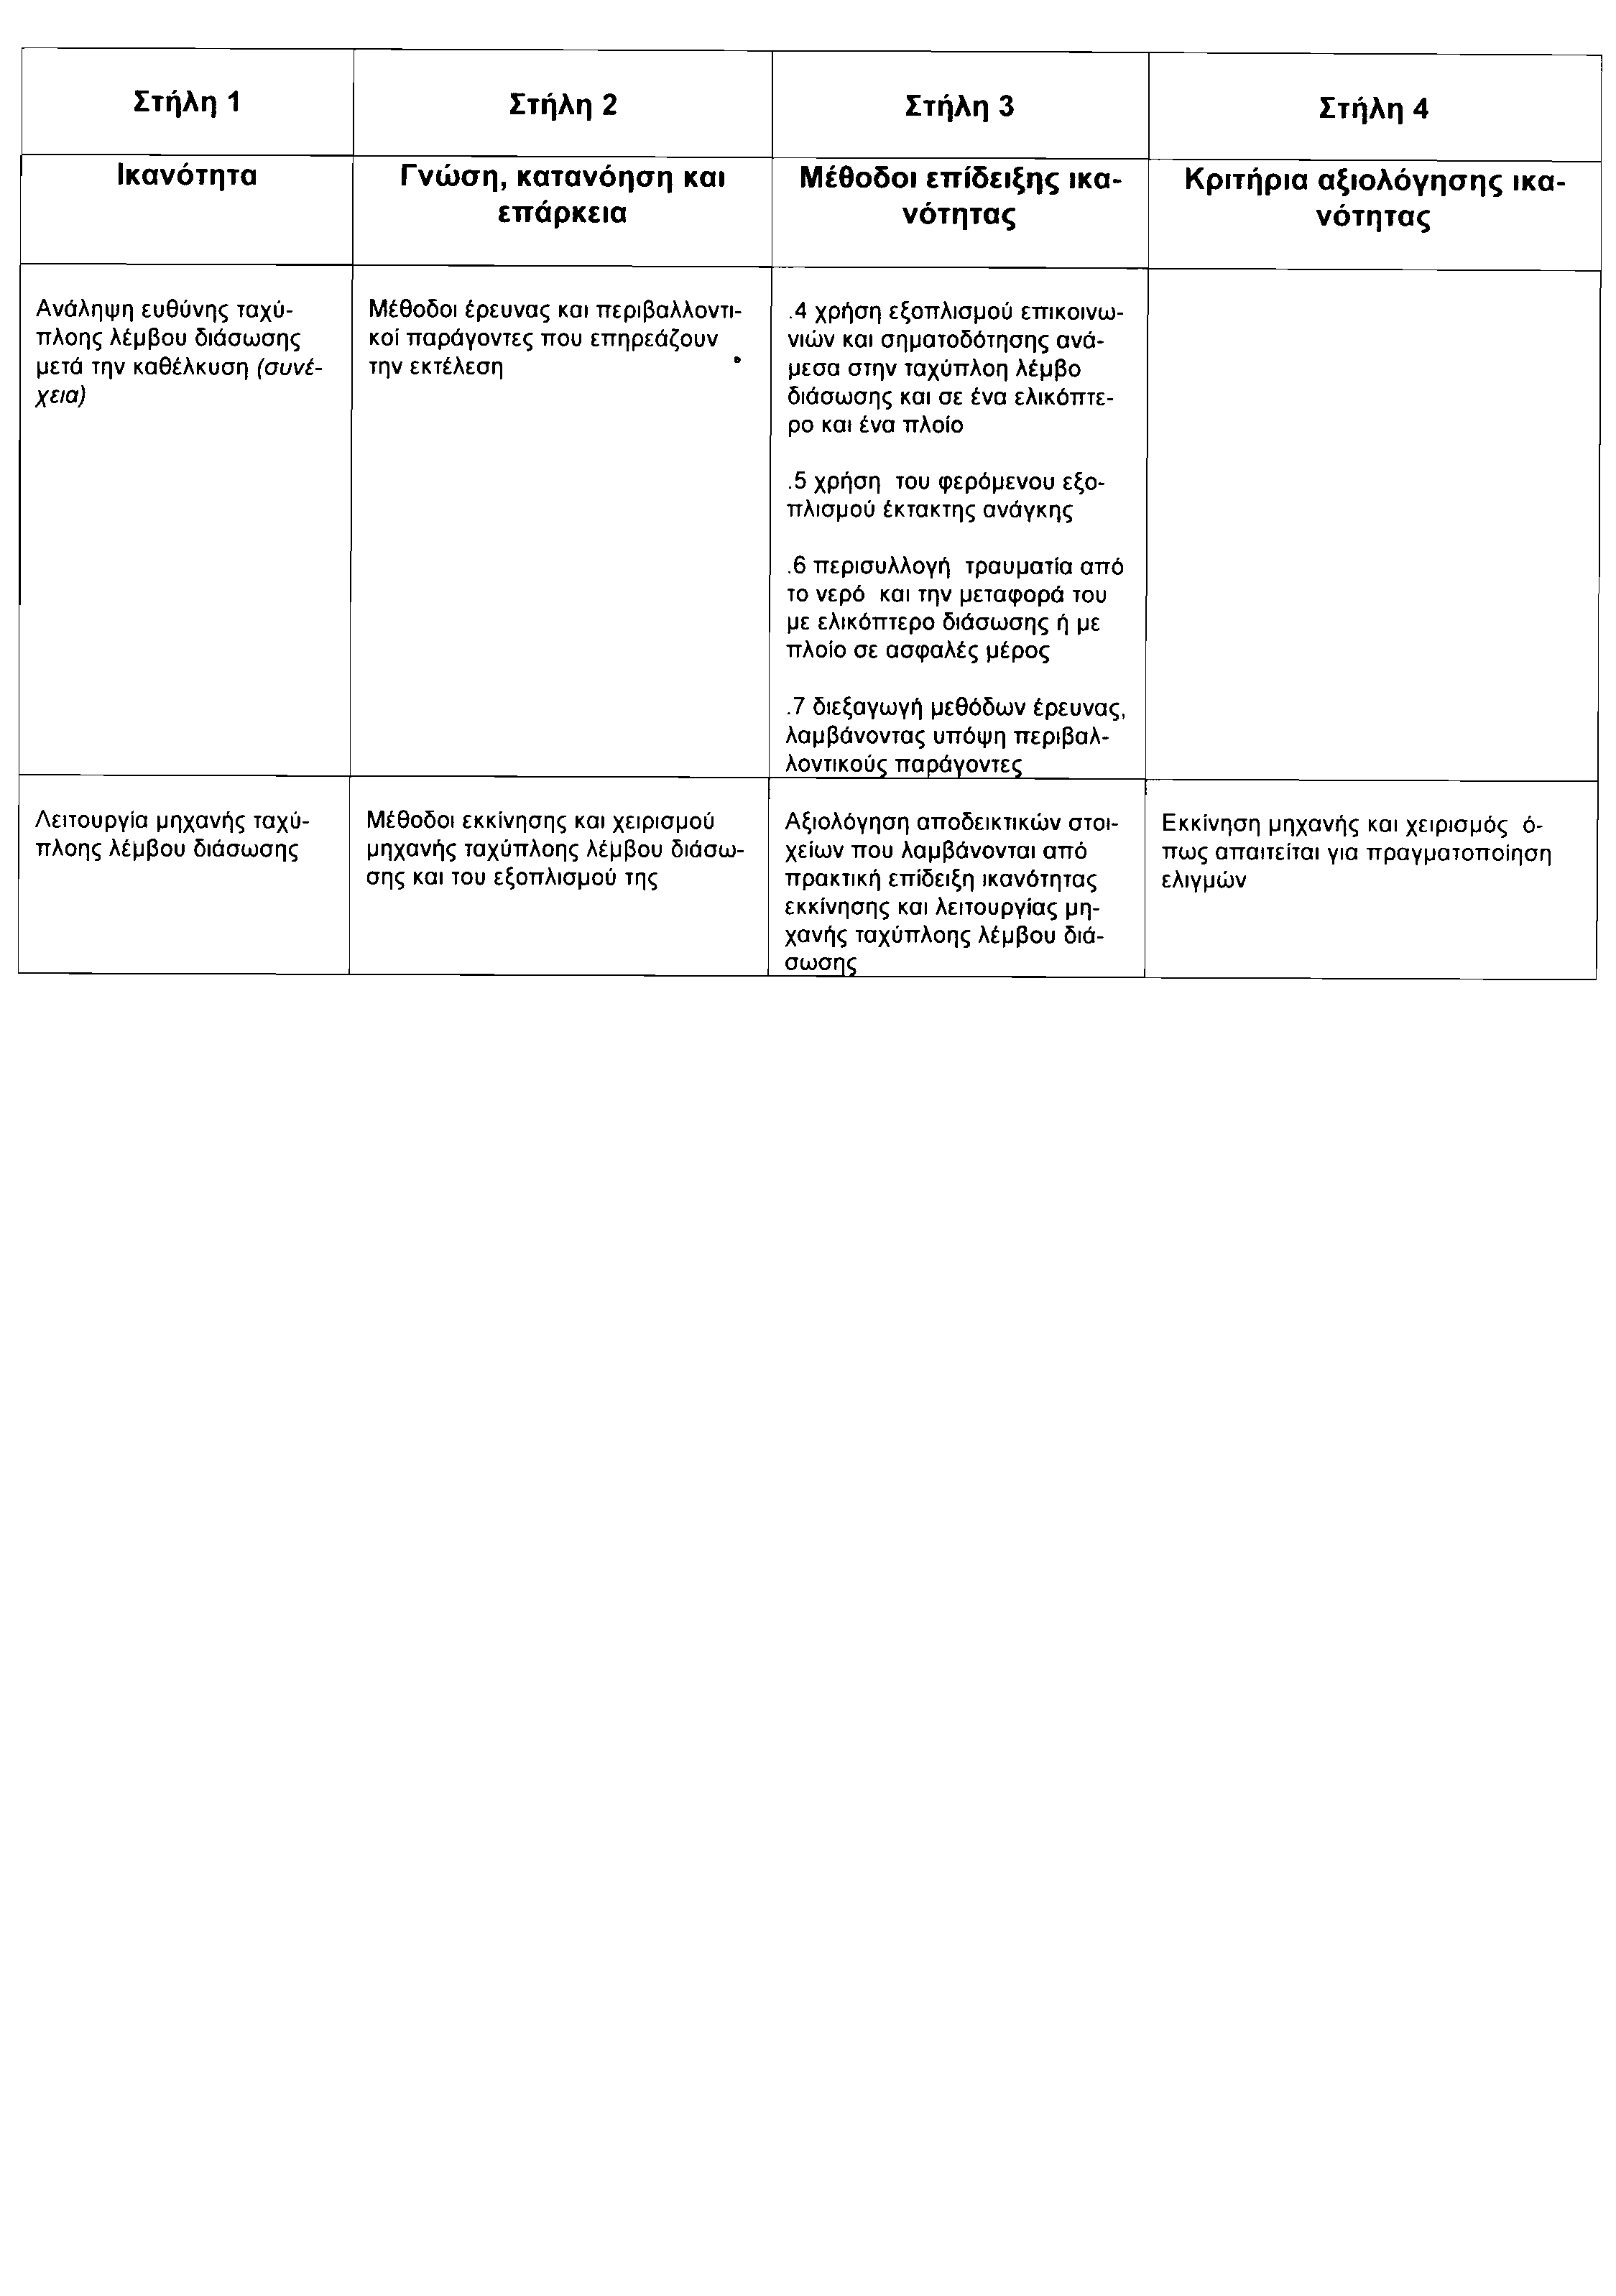 Στήλη 1
Στήλη 2
Στήλη 3
Στήλη 4
Ικανότητα
Γνώση, κατανόηση και
επάρκεια
Μέθοδοι επίδειξης ικα-
νότητας
Κριτήρια αξιολόγησης ικα-
νότητας
Ανάληψη ευθύνης ταχύ-
πλοης λέμβου διάσωσης
μετά την καθέλκυση (συνέ-
χεια)
Μέθοδοι έρευνας και περιβαλλοντι-
κοί παράγοντες που επηρεάζουν
την εκτέλεση
.4 χρήση εξοπλισμού επικοινω-
νιών και σηματοδότησης ανά-
μεσα στην ταχύπλοη λέμβο
διάσωσης και σε ένα ελικόπτε-
ρο και ένα πλοίο
.5 χρήση του φερόμενου εξο-
πλισμού έκτακτης ανάγκης
.6 περισυλλογή τραυματία από
το νερό και την μεταφορά του
με ελικόπτερο διάσωσης ή με
πλοίο σε ασφαλές μέρος
.7 διεξαγωγή μεθόδων έρευνας,
λαμβάνοντας υπόψη περιβαλ-
λοντικούς παράγοντες
Λειτουργία μηχανής ταχύ-
πλοης λέμβου διάσωσης
Μέθοδοι εκκίνησης και χειρισμού
μηχανής ταχύπλοης λέμβου διάσω-
σης και του εξοπλισμού της
Αξιολόγηση αποδεικτικών στοι-
χείων που λαμβάνονται από
πρακτική επίδειξη ικανότητας
εκκίνησης και λειτουργίας μη-
χανής ταχύπλοης λέμβου διά-
σωσης
Εκκίνηση μηχανής και χειρισμός ό-
πως απαιτείται για πραγματοποίηση
ελιγμών